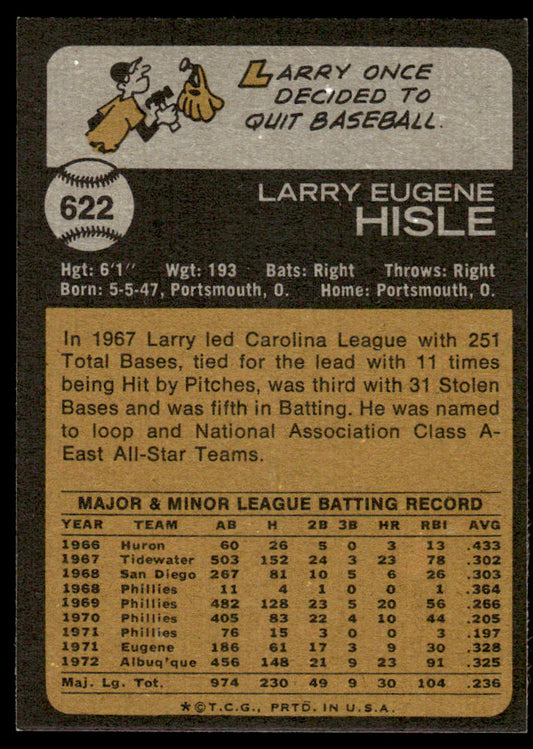 LARRY ONCE
DECIDED TO
QUIT BASEBALL.
622
LARRY EUGENE
HISLE
Hgt: 6'1" Wgt: 193 Bats: Right Throws: Right
Born: 5-5-47, Portsmouth, O. Home: Portsmouth, O.
In 1967 Larry led Carolina League with 251
Total Bases, tied for the lead with 11 times
being Hit by Pitches, was third with 31 Stolen
Bases and was fifth in Batting. He was named
to loop and National Association Class A-
East All-Star Teams.
MAJOR & MINOR LEAGUE BATTING RECORD
YEAR TEAM AB H 2B 3B HR RBI AVG
1966 Huron 60 26 5 0 3 13 .433
1967 Tidewater 503 152 24 3 23 78 .302
1968 San Diego 267 81 10 5 6 26 .303
1968 Phillies 11 4 1 0 0 1 .364
1969 Phillies 482 128 23 5 20 56 .266
1970 Phillies 405 83 22 4 10 44 .205
1971 Phillies 76 15 3 0 0 3 .197
1971 Eugene 186 61 17 3 9 30 .328
1972 Albuq'que 456 148 21 9 23 91 .325
Maj. Lg. Tot. 974 230 49 9 30 104 .236
*©T.C.G., PRTD. IN U.S.A.